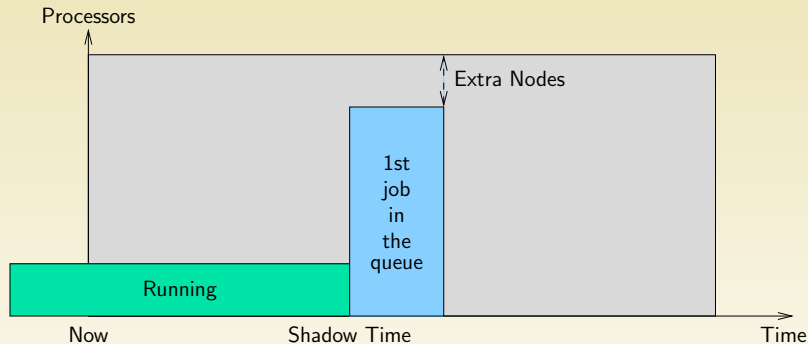 Processors
Extra Nodes
1st
job
in
the
queue
Running
Now
Shadow Time
Time